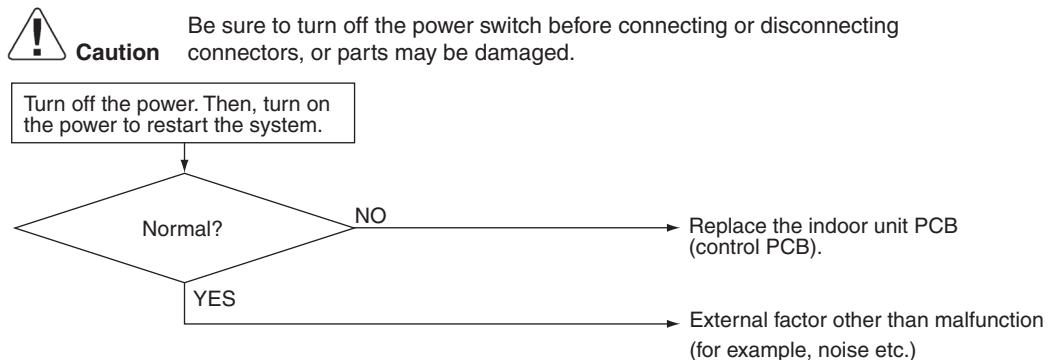 Be sure to turn off the power switch before connecting or disconnecting
Caution connectors, or parts may be damaged.
Turn off the power. Then, turn on
the power to restart the system.
Normal?
NO
Replace the indoor unit PCB
(control PCB).
YES
External factor other than malfunction
(for example, noise etc.)